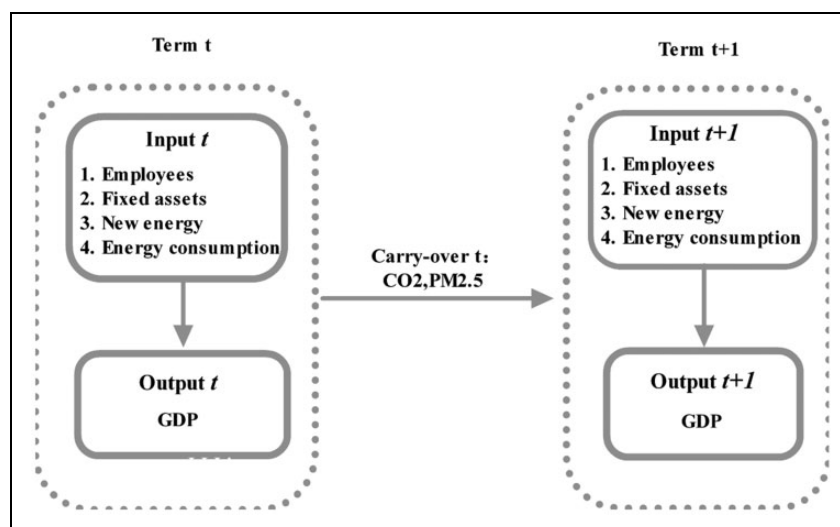 Term t
Input t
1. Employees
2. Fixed assets
3. New energy
4. Energy consumption
Output t
GDP
Carry-over t:
CO2,PM2.5
Term t+1
Input t+1
1. Employees
2. Fixed assets
3. New energy
4. Energy consumption
Output t+1
GDP